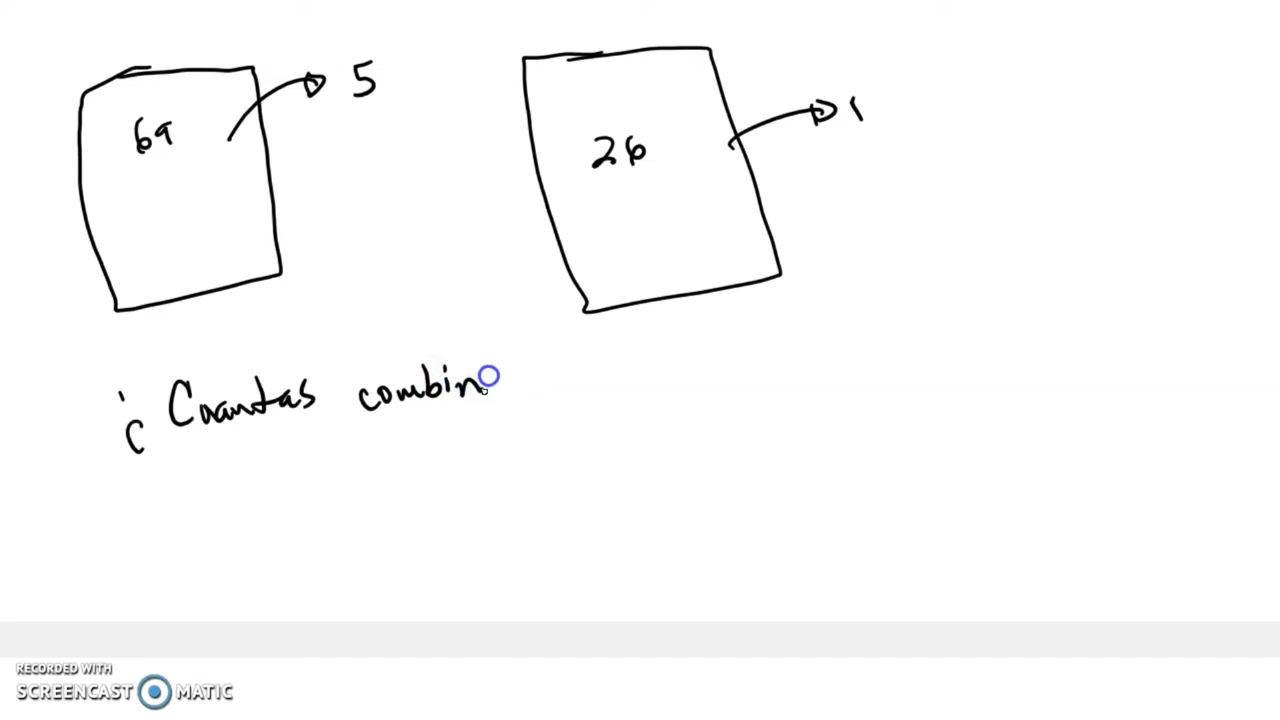 69 5
26 1
¿ Cuantas combin
RECORDED WITH
SCREENCAST MATIC